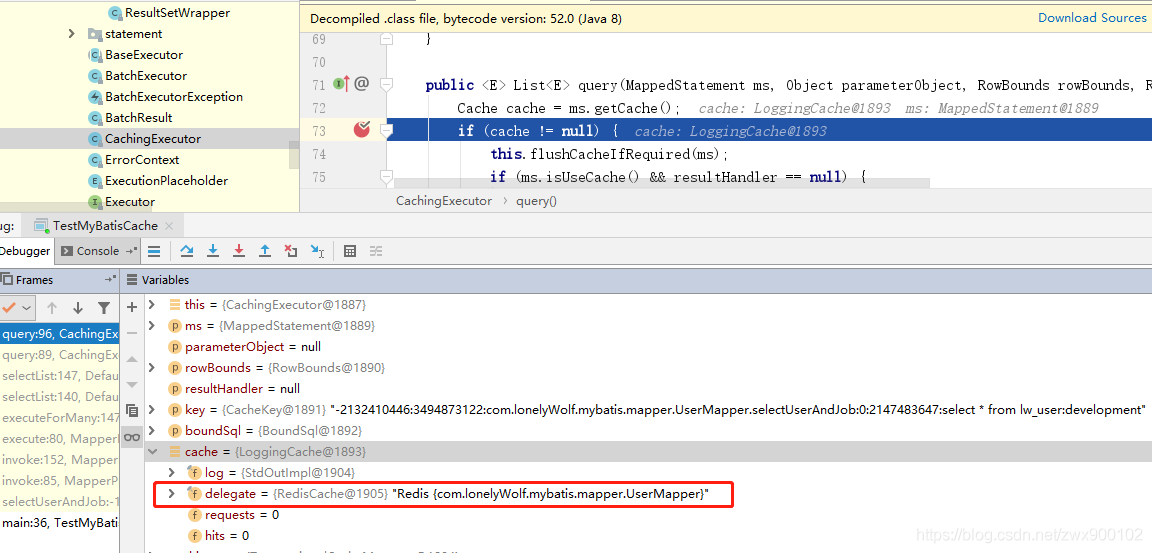 ResultSetWrapper
statement
BaseExecutor
BatchExecutor
BatchExecutorException
BatchResult
CachingExecutor
ErrorContext
ExecutionPlaceholder
Executor
Decompiled .class file, bytecode version: 52.0 (Java 8)
Download Sources
69 }
70
71 public <E> List<E> query(MappedStatement ms, Object parameterObject, RowBounds rowBounds, R
72 Cache cache = ms.getCache(); cache: LoggingCache@1893 ms: MappedStatement@1889
73 if (cache != null) { cache: LoggingCache@1893
74 this.flushCacheIfRequired(ms);
75 if (ms.isUseCache() && resultHandler == null) {
CachingExecutor › query()
ug: TestMyBatisCache ×
Debugger Console
Frames
Variables
query:96, CachingExe
query:89, CachingExe
selectList:147, Defau
selectList:140, Defau
executeForMany:147
execute:80, MapperM
invoke:152, Mapper
invoke:85, MapperP
selectUserAndJob:-1
main:36, TestMyBati
this = {CachingExecutor@1887}
ms = {MappedStatement@1889}
parameterObject = null
rowBounds = {RowBounds@1890}
resultHandler = null
key = {CacheKey@1891} "-2132410446:3494873122:com.lonelyWolf.mybatis.mapper.UserMapper.selectUserAndJob:0:2147483647:select * from lw_user:development"
boundSql = {BoundSql@1892}
cache = {LoggingCache@1893}
log = {StdOutImpl@1904}
delegate = {RedisCache@1905} "Redis {com.lonelyWolf.mybatis.mapper.UserMapper}"
requests = 0
hits = 0
https://blog.csdn.net/zwx900102